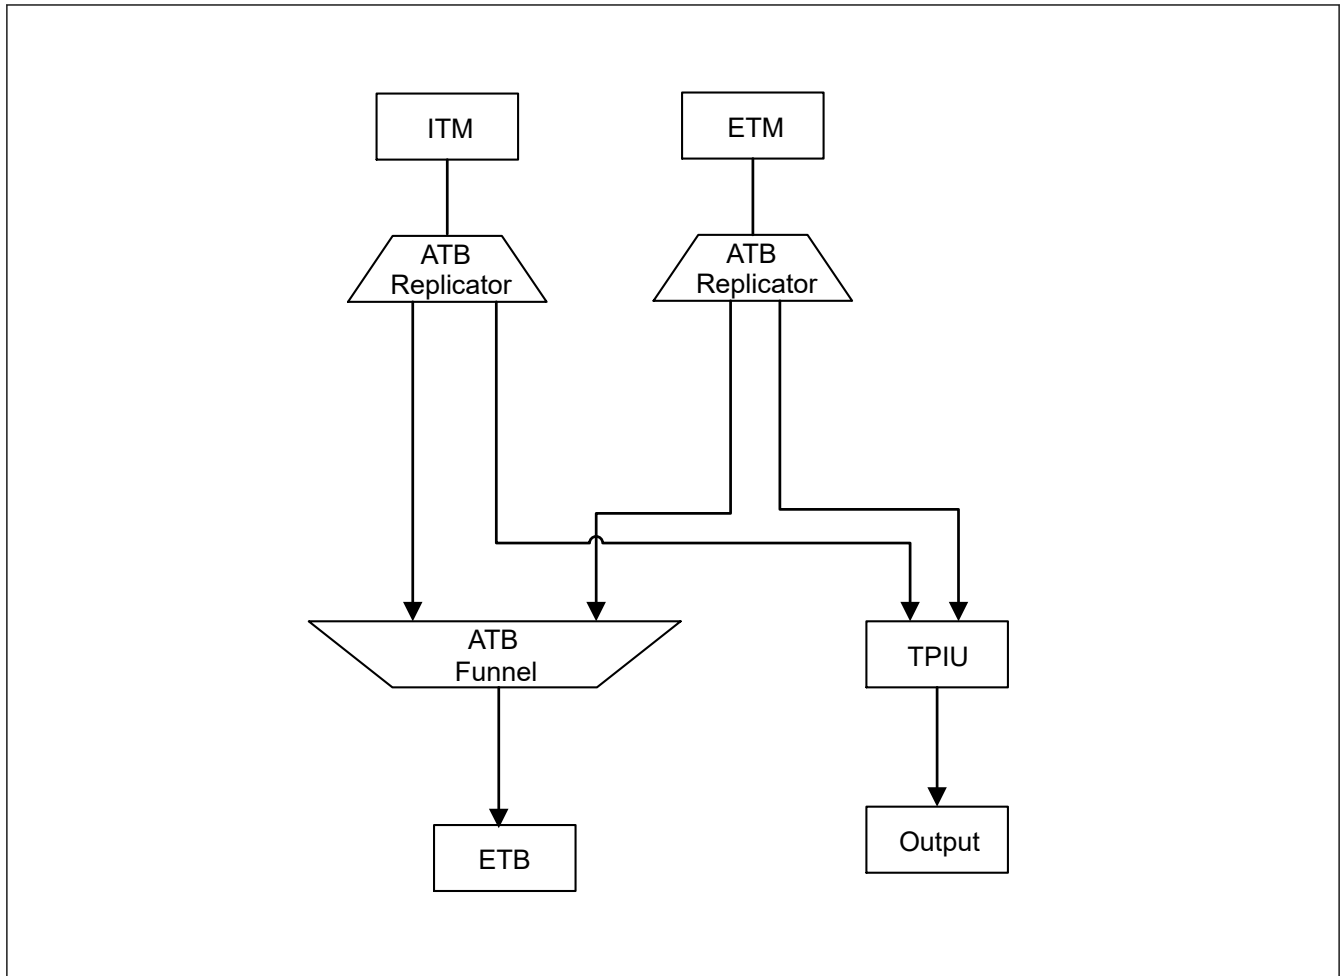 ITM
ETM
ATB
Replicator
ATB
Replicator
ATB
Funnel
TPIU
ETB
Output